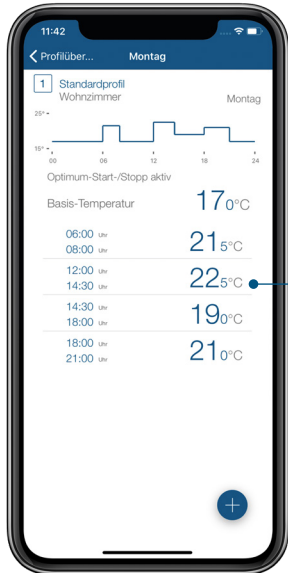 11:42
Profilüber... Montag
1 Standardprofil
Wohnzimmer Montag
25°
15°
00 06 12 18 24
Optimum-Start-/Stopp aktiv
Basis-Temperatur 17 0°C
06:00 Uhr
08:00 Uhr
21 5°C
12:00 Uhr
14:30 Uhr
22 5°C
14:30 Uhr
18:00 Uhr
19 0°C
18:00 Uhr
21:00 Uhr
21 0°C